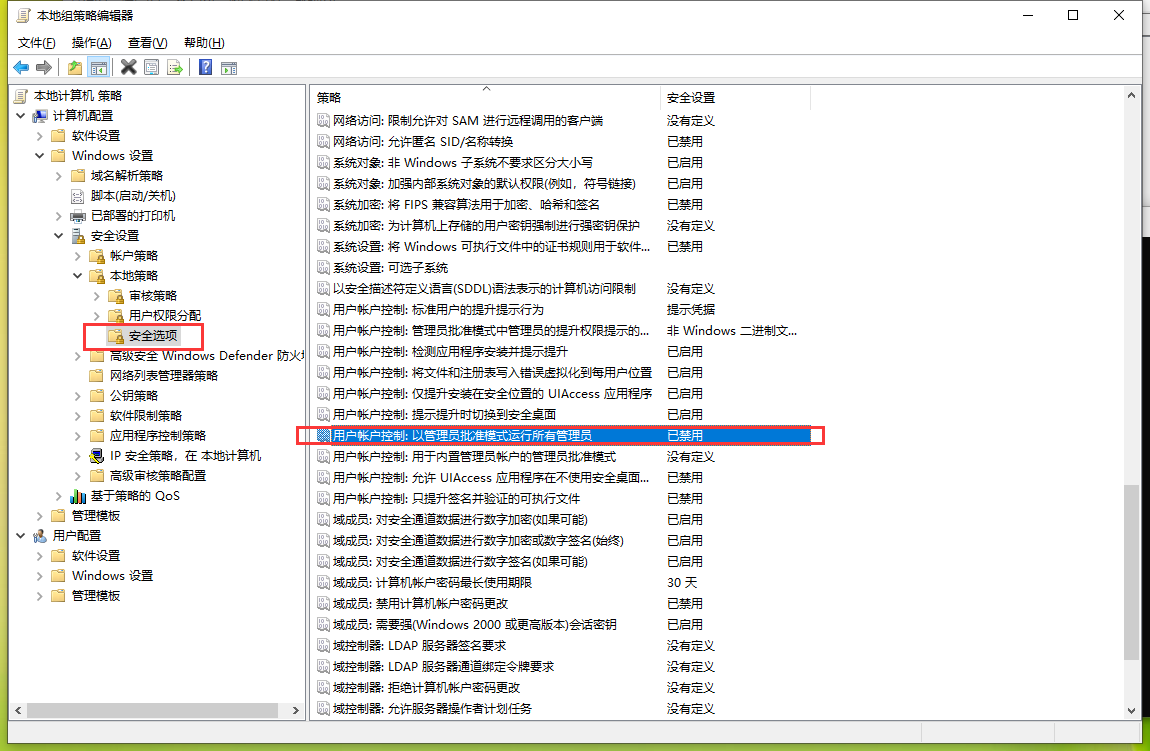 本地组策略编辑器
文件(F) 操作(A) 查看(V) 帮助(H)
本地计算机 策略
计算机配置
软件设置
Windows 设置
域名解析策略
脚本(启动/关机)
已部署的打印机
安全设置
帐户策略
本地策略
审核策略
用户权限分配
安全选项
高级安全 Windows Defender 防火
网络列表管理器策略
公钥策略
软件限制策略
应用程序控制策略
IP 安全策略，在 本地计算机
高级审核策略配置
基于策略的 QoS
管理模板
用户配置
软件设置
Windows 设置
管理模板
策略 安全设置
网络访问: 限制允许对 SAM 进行远程调用的客户端 没有定义
网络访问: 允许匿名 SID/名称转换 已禁用
系统对象: 非 Windows 子系统不要求区分大小写 已启用
系统对象: 加强内部系统对象的默认权限(例如，符号链接) 已启用
系统加密: 将 FIPS 兼容算法用于加密、哈希和签名 已禁用
系统加密: 为计算机上存储的用户密钥强制进行强密钥保护 没有定义
系统设置: 将 Windows 可执行文件中的证书规则用于软件... 已禁用
系统设置: 可选子系统
以安全描述符定义语言(SDDL)语法表示的计算机访问限制 没有定义
用户帐户控制: 标准用户的提升提示行为 提示凭据
用户帐户控制: 管理员批准模式中管理员的提升权限提示的... 非 Windows 二进制文...
用户帐户控制: 检测应用程序安装并提示提升 已启用
用户帐户控制: 将文件和注册表写入错误虚拟化到每用户位置 已启用
用户帐户控制: 仅提升安装在安全位置的 UIAccess 应用程序 已启用
用户帐户控制: 提示提升时切换到安全桌面 已启用
用户帐户控制: 以管理员批准模式运行所有管理员 已禁用
用户帐户控制: 用于内置管理员帐户的管理员批准模式 没有定义
用户帐户控制: 允许 UIAccess 应用程序在不使用安全桌面... 已禁用
用户帐户控制: 只提升签名并验证的可执行文件 已禁用
域成员: 对安全通道数据进行数字加密(如果可能) 已启用
域成员: 对安全通道数据进行数字加密或数字签名(始终) 已启用
域成员: 对安全通道数据进行数字签名(如果可能) 已启用
域成员: 计算机帐户密码最长使用期限 30 天
域成员: 禁用计算机帐户密码更改 已禁用
域成员: 需要强(Windows 2000 或更高版本)会话密钥 已启用
域控制器: LDAP 服务器签名要求 没有定义
域控制器: LDAP 服务器通道绑定令牌要求 没有定义
域控制器: 拒绝计算机帐户密码更改 没有定义
域控制器: 允许服务器操作者计划任务 没有定义